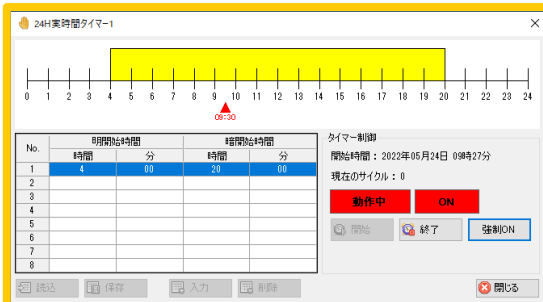 24H実時間タイマー1
0 1 2 3 4 5 6 7 8 9 10 11 12 13 14 15 16 17 18 19 20 21 22 23 24
09:30
No. 明開始時間 暗開始時間
時間 分 時間 分
1 4 00 20 00
2
3
4
5
6
7
8
タイマー制御
開始時間：2022年05月24日 09時27分
現在のサイクル：0
動作中 ON
開始 終了 強制ON
読込 保存 入力 削除 閉じる